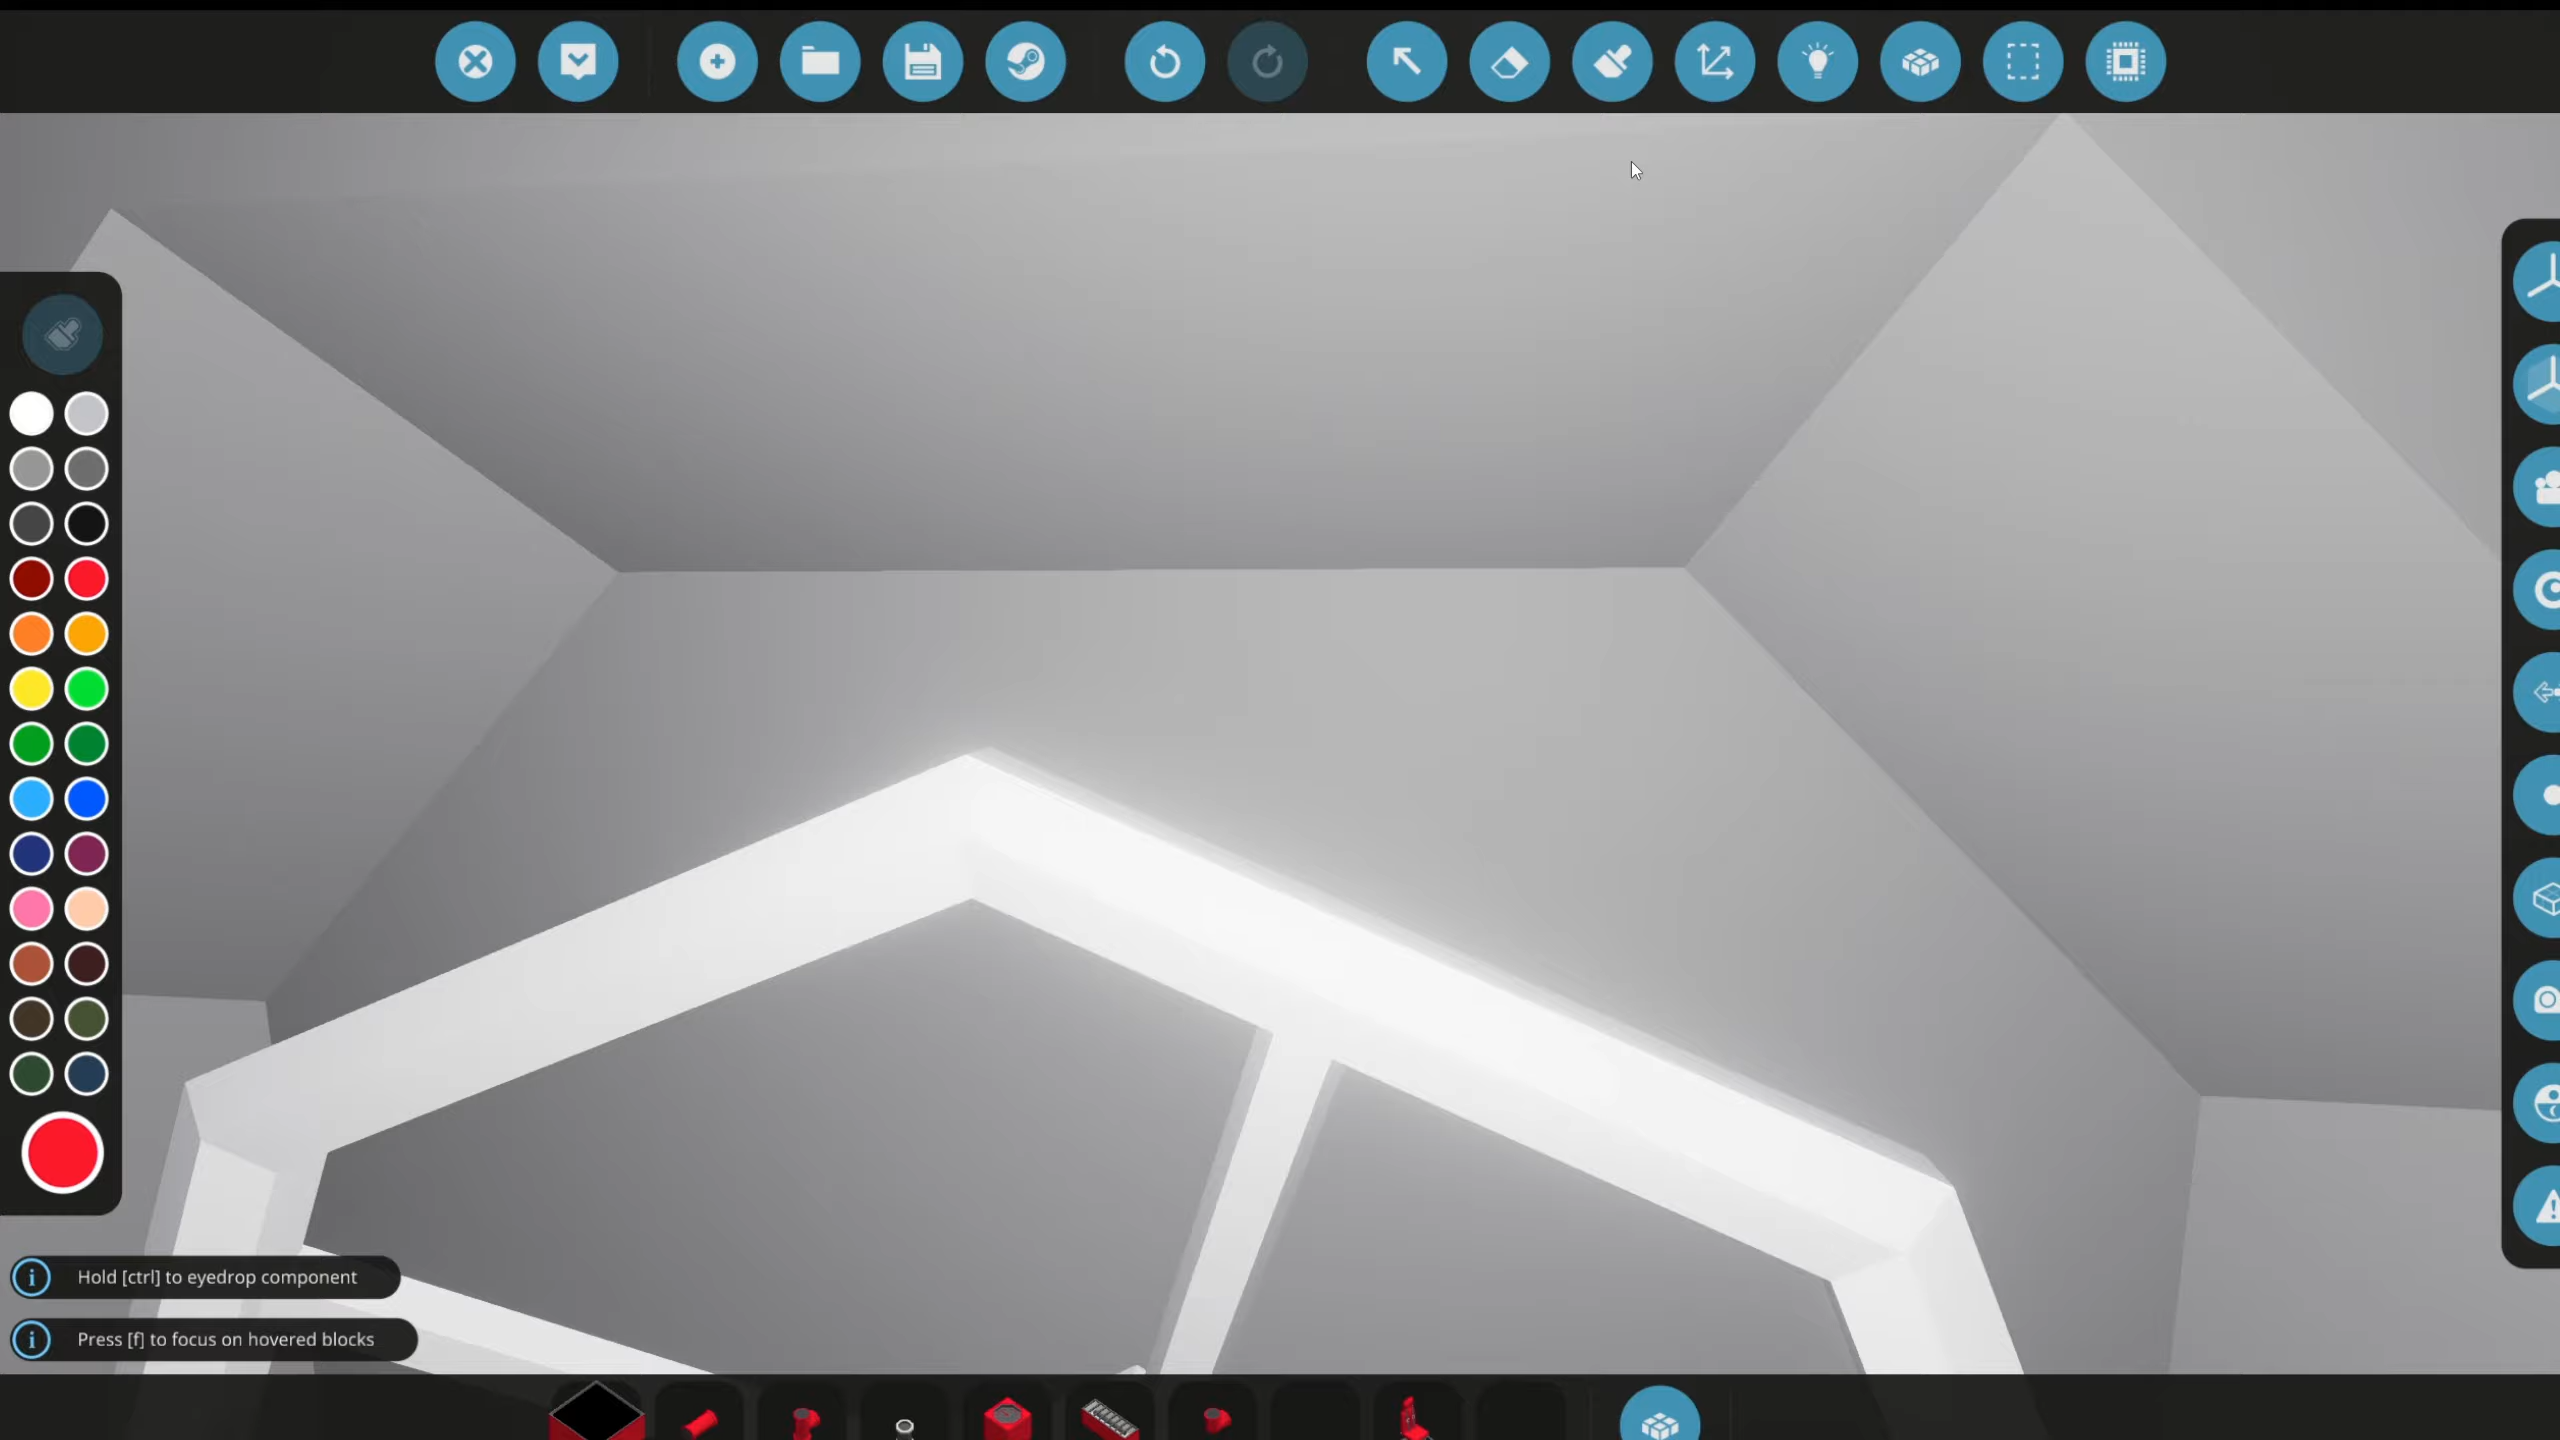 Hold [ctrl] to eyedrop component
Press [f] to focus on hovered blocks